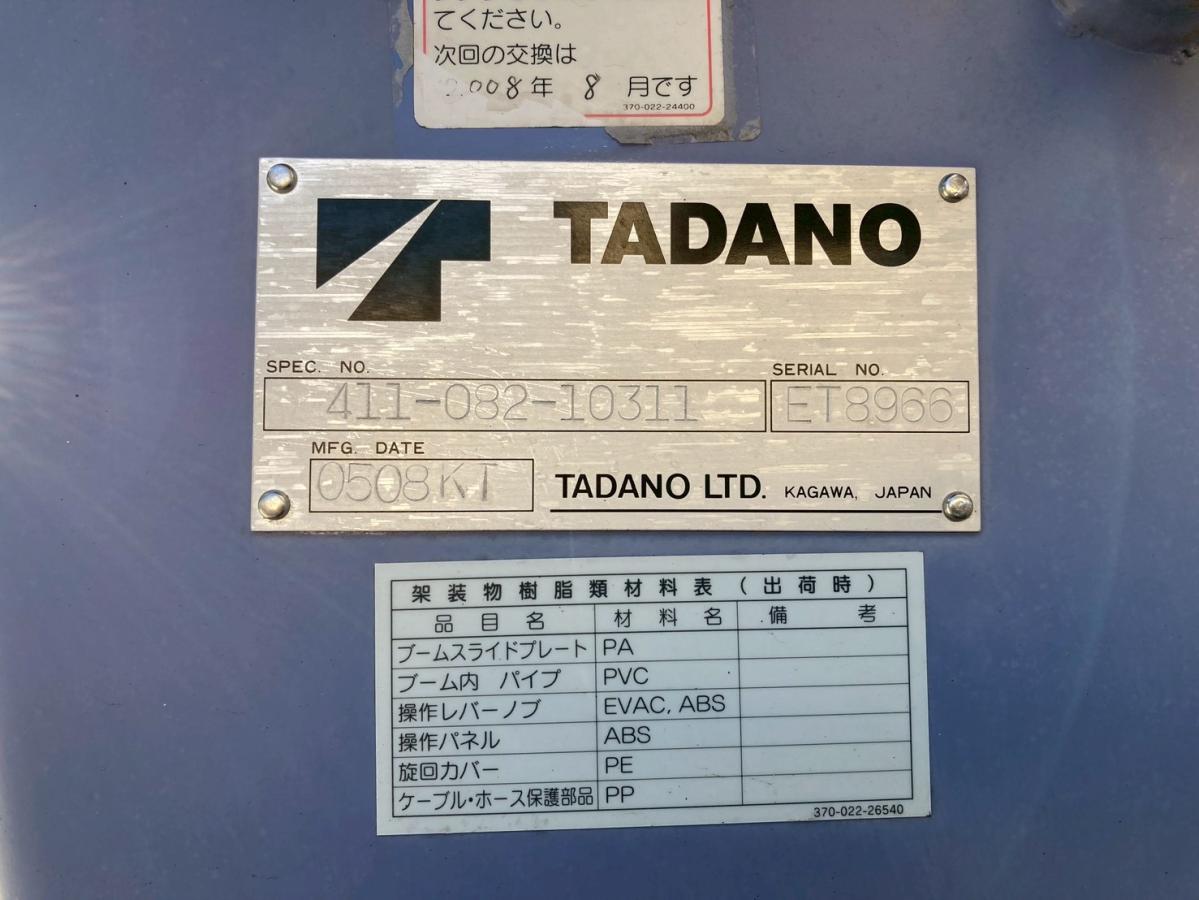 てください。
次回の交換は
2008年 8 月です
370-022-24400
TADANO
SPEC. NO.
411-082-10311
SERIAL NO.
ET8966
MFG. DATE
0508KT
TADANO LTD. KAGAWA, JAPAN
架装物樹脂類材料表（出荷時）
品目名 材料名 備考
ブームスライドプレート PA
ブーム内 パイプ PVC
操作レバーノブ EVAC, ABS
操作パネル ABS
旋回カバー PE
ケーブル・ホース保護部品 PP
370-022-26540